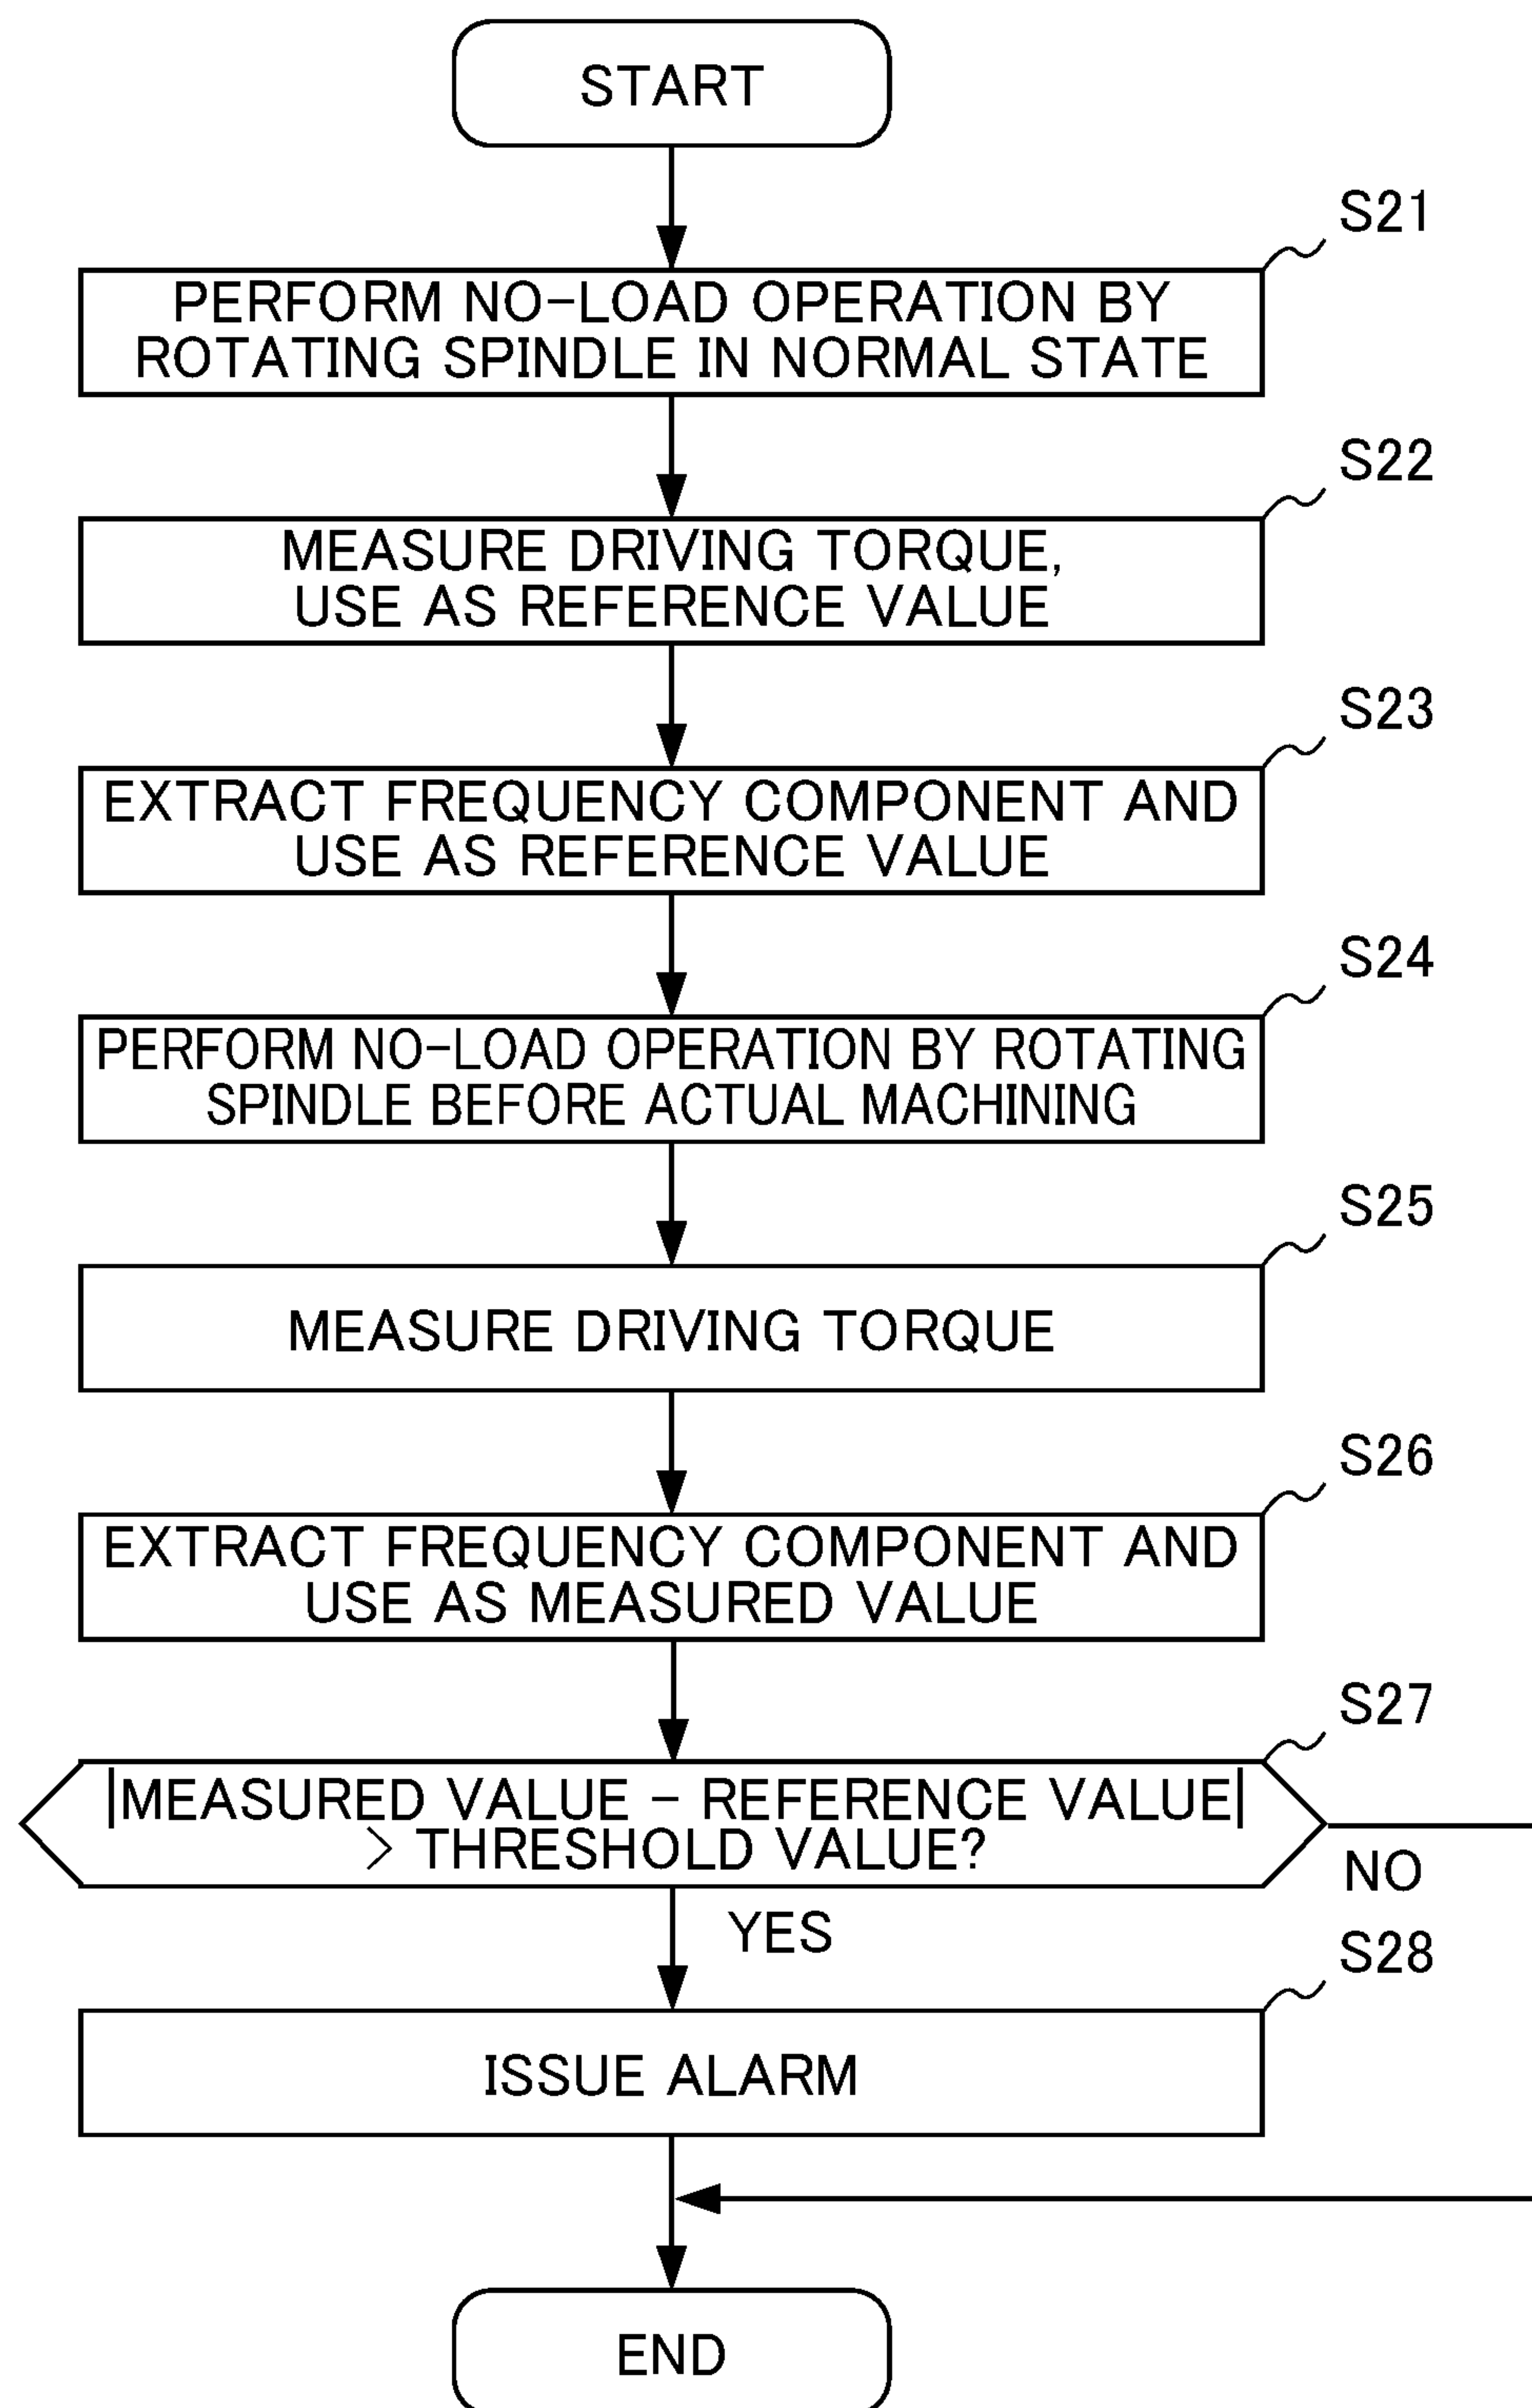 START
S21
PERFORM NO-LOAD OPERATION BY
ROTATING SPINDLE IN NORMAL STATE
S22
MEASURE DRIVING TORQUE,
USE AS REFERENCE VALUE
S23
EXTRACT FREQUENCY COMPONENT AND
USE AS REFERENCE VALUE
S24
PERFORM NO-LOAD OPERATION BY ROTATING
SPINDLE BEFORE ACTUAL MACHINING
S25
MEASURE DRIVING TORQUE
S26
EXTRACT FREQUENCY COMPONENT AND
USE AS MEASURED VALUE
S27
|MEASURED VALUE - REFERENCE VALUE|
> THRESHOLD VALUE?
NO
YES
S28
ISSUE ALARM
END